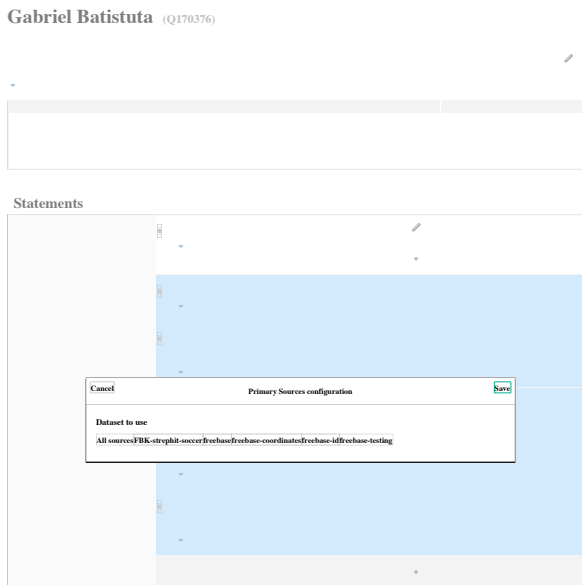 Gabriel Batistuta (Q170376)
Statements
Cancel Primary Sources configuration Save
Dataset to use
All sources FBK-strephit-soccer freebase freebase-coordinates freebase-id freebase-testing